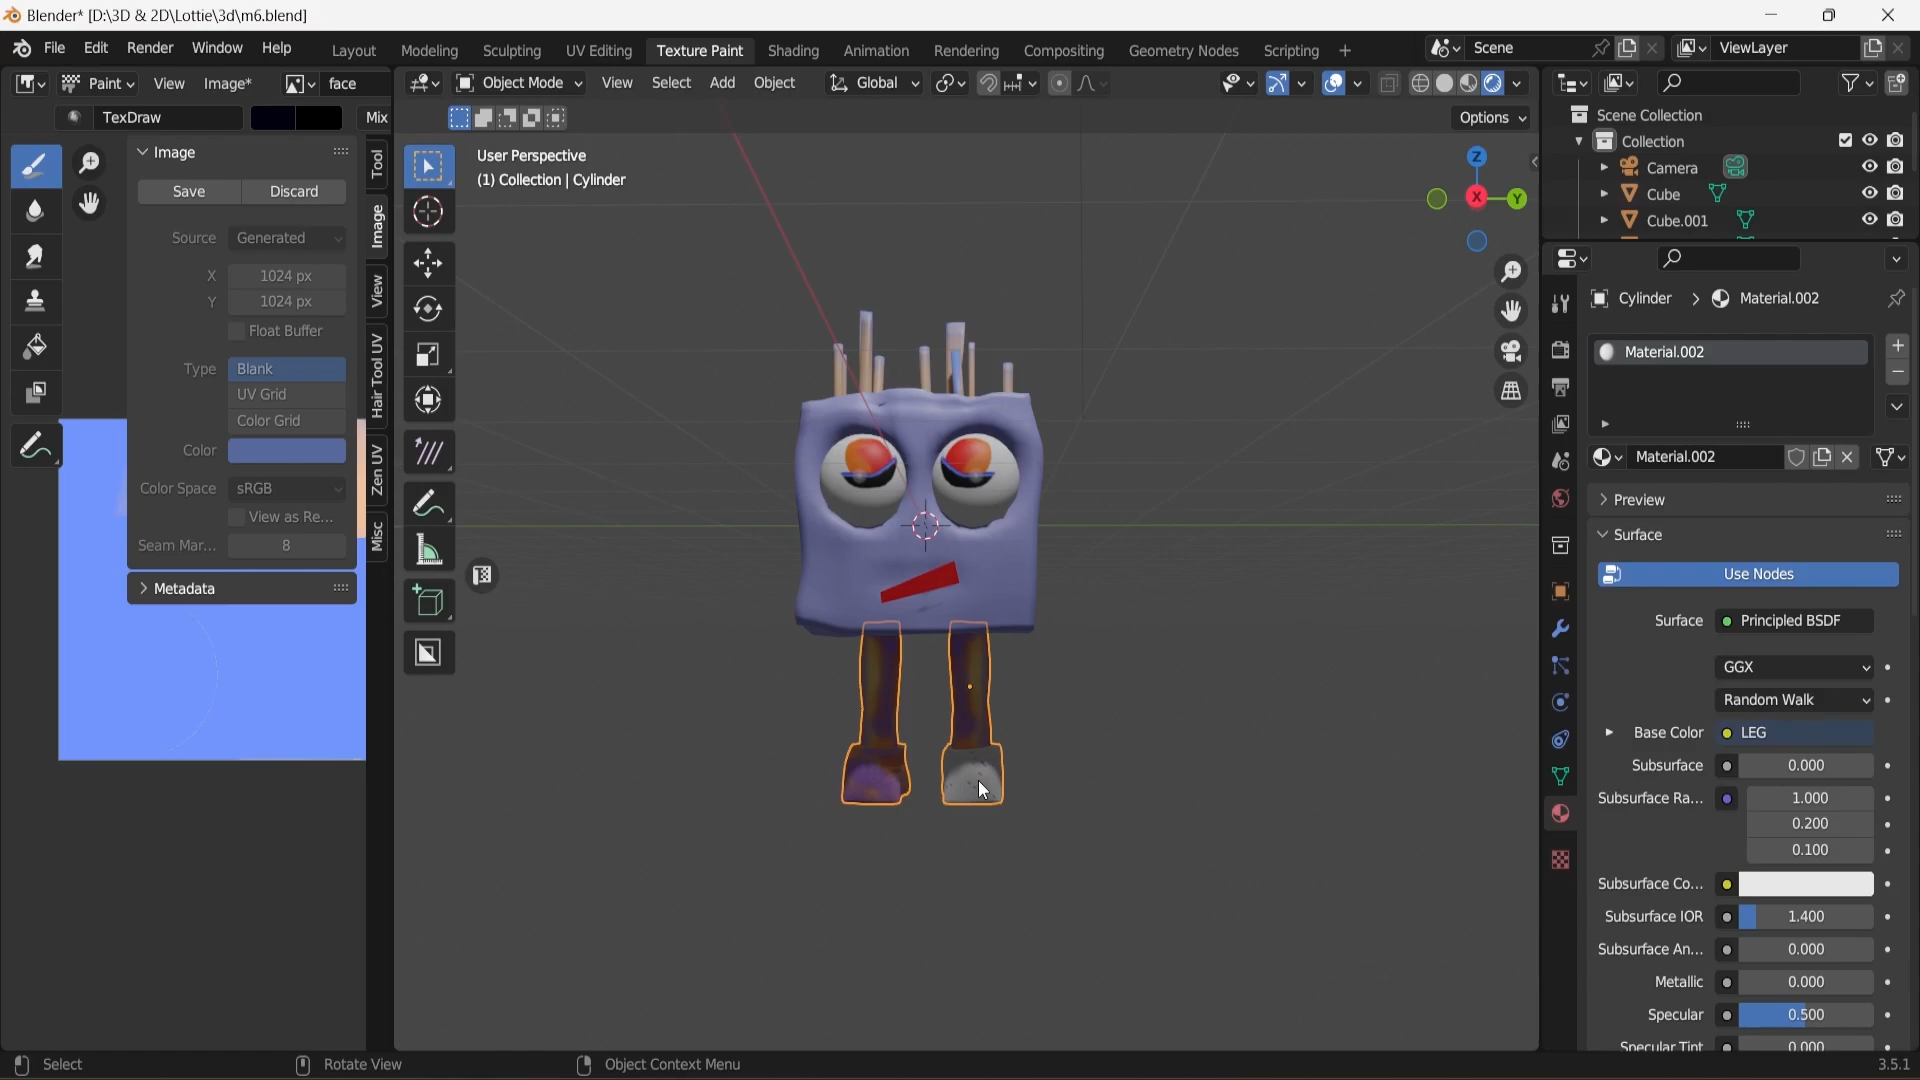 Blender* [D:\3D & 2D\Lottie\3d\m6.blend]
File Edit Render Window Help Layout Modeling Sculpting UV Editing Texture Paint Shading Animation Rendering Compositing Geometry Nodes Scripting + Scene ViewLayer
Paint View Image* face Object Mode View Select Add Object Global
TexDraw Mix Options
Image
Save Discard
Source Generated
X 1024 px
Y 1024 px
Float Buffer
Type Blank
UV Grid
Color Grid
Color
Color Space sRGB
View as Re...
Seam Mar... 8
Metadata
Tool
Image
View
Hair Tool UV
Zen UV
Misc
User Perspective
(1) Collection | Cylinder
Z
X
Y
Scene Collection
Collection
Camera
Cube
Cube.001
Cylinder > Material.002
Material.002
Material.002
Preview
Surface
Use Nodes
Surface Principled BSDF
GGX
Random Walk
Base Color LEG
Subsurface 0.000
Subsurface Ra... 1.000
0.200
0.100
Subsurface Co...
Subsurface IOR 1.400
Subsurface An... 0.000
Metallic 0.000
Specular 0.500
Specular Tint 0.000
Select Rotate View Object Context Menu 3.5.1